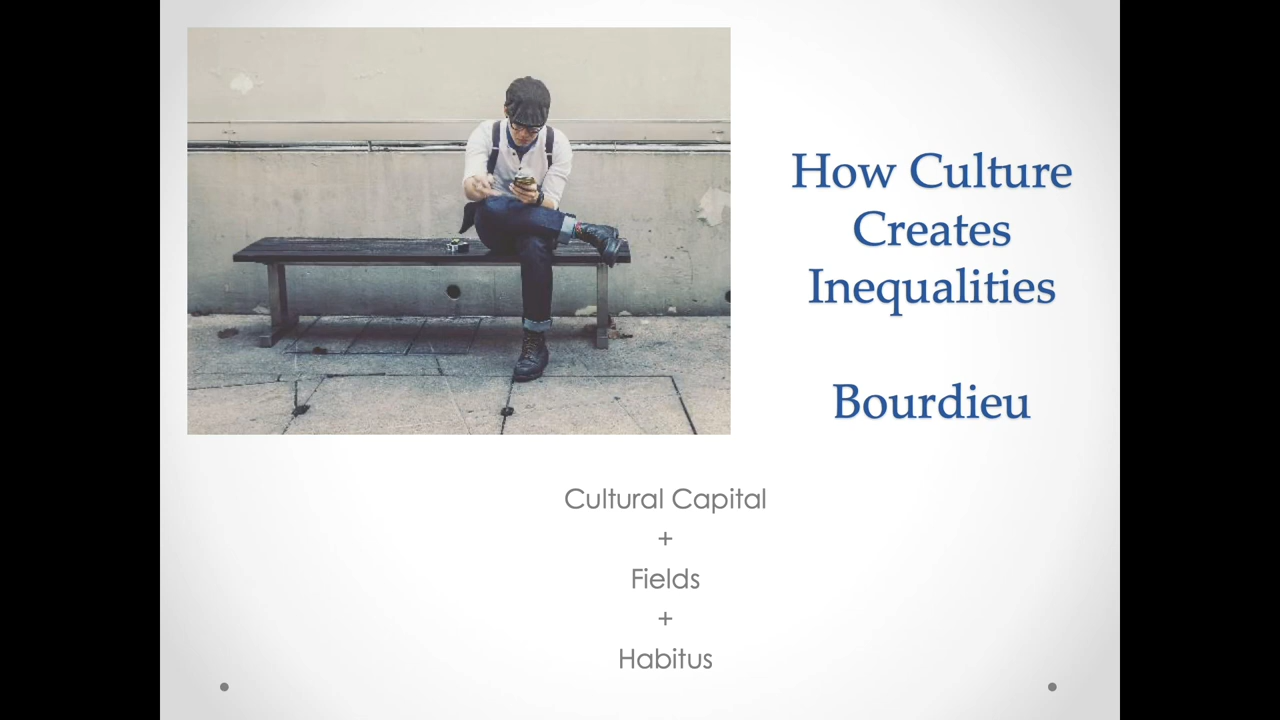 How Culture
Creates
Inequalities
Bourdieu
Cultural Capital
+
Fields
+
Habitus